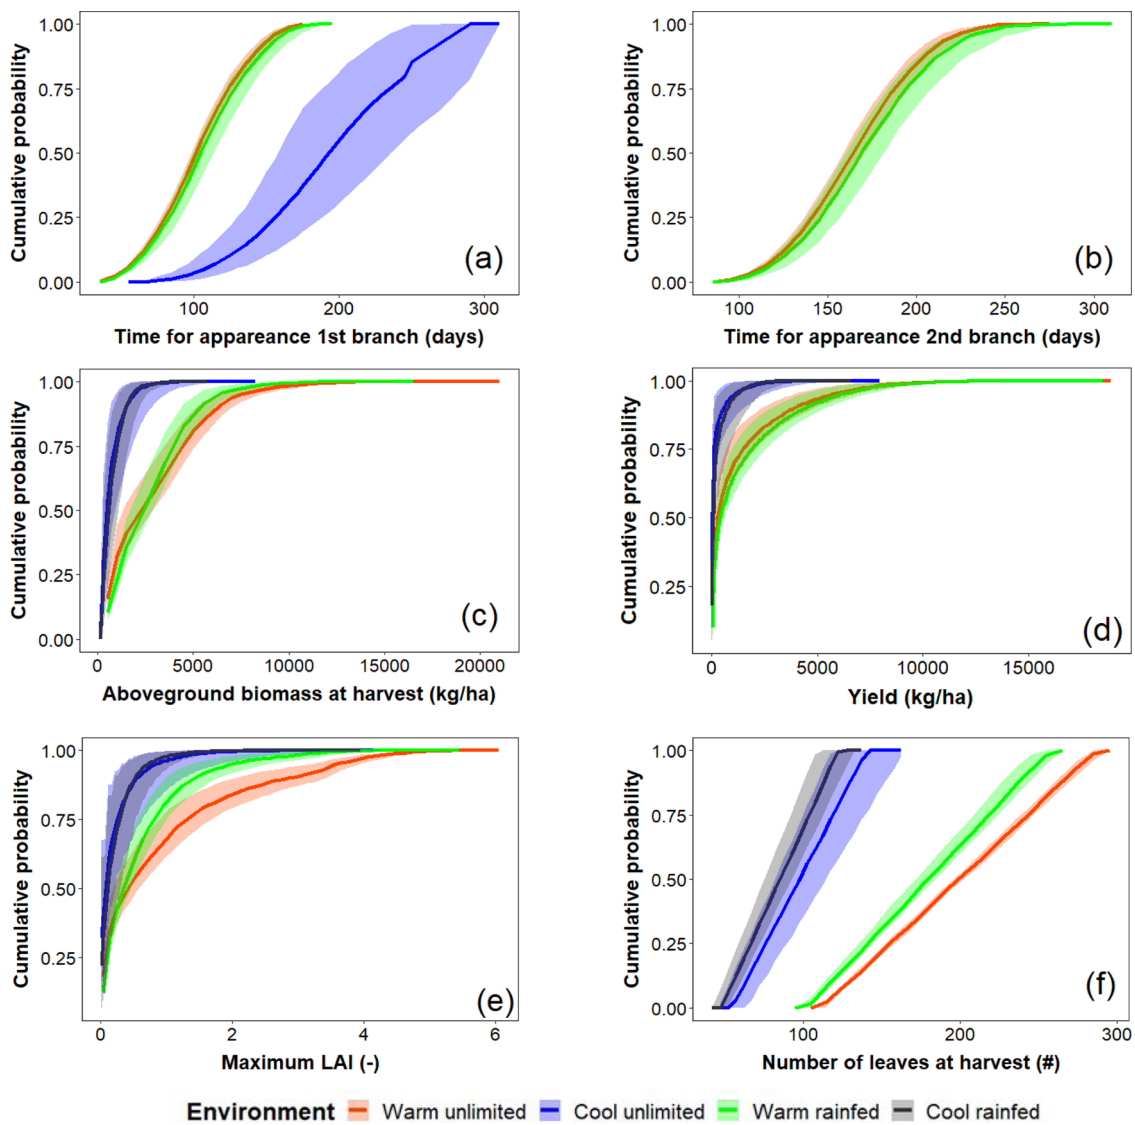 Cumulative probability
1.00
0.75
0.50
0.25
0.00
(a)
100 200 300
Time for appareance 1st branch (days)
Cumulative probability
1.00
0.75
0.50
0.25
0.00
(b)
100 150 200 250 300
Time for appareance 2nd branch (days)
Cumulative probability
1.00
0.75
0.50
0.25
0.00
(c)
0 5000 10000 15000 20000
Aboveground biomass at harvest (kg/ha)
Cumulative probability
1.00
0.75
0.50
0.25
(d)
0 5000 10000 15000
Yield (kg/ha)
Cumulative probability
1.00
0.75
0.50
0.25
(e)
0 2 4 6
Maximum LAI (-)
Cumulative probability
1.00
0.75
0.50
0.25
0.00
(f)
100 200 300
Number of leaves at harvest (#)
Environment Warm unlimited Cool unlimited Warm rainfed Cool rainfed